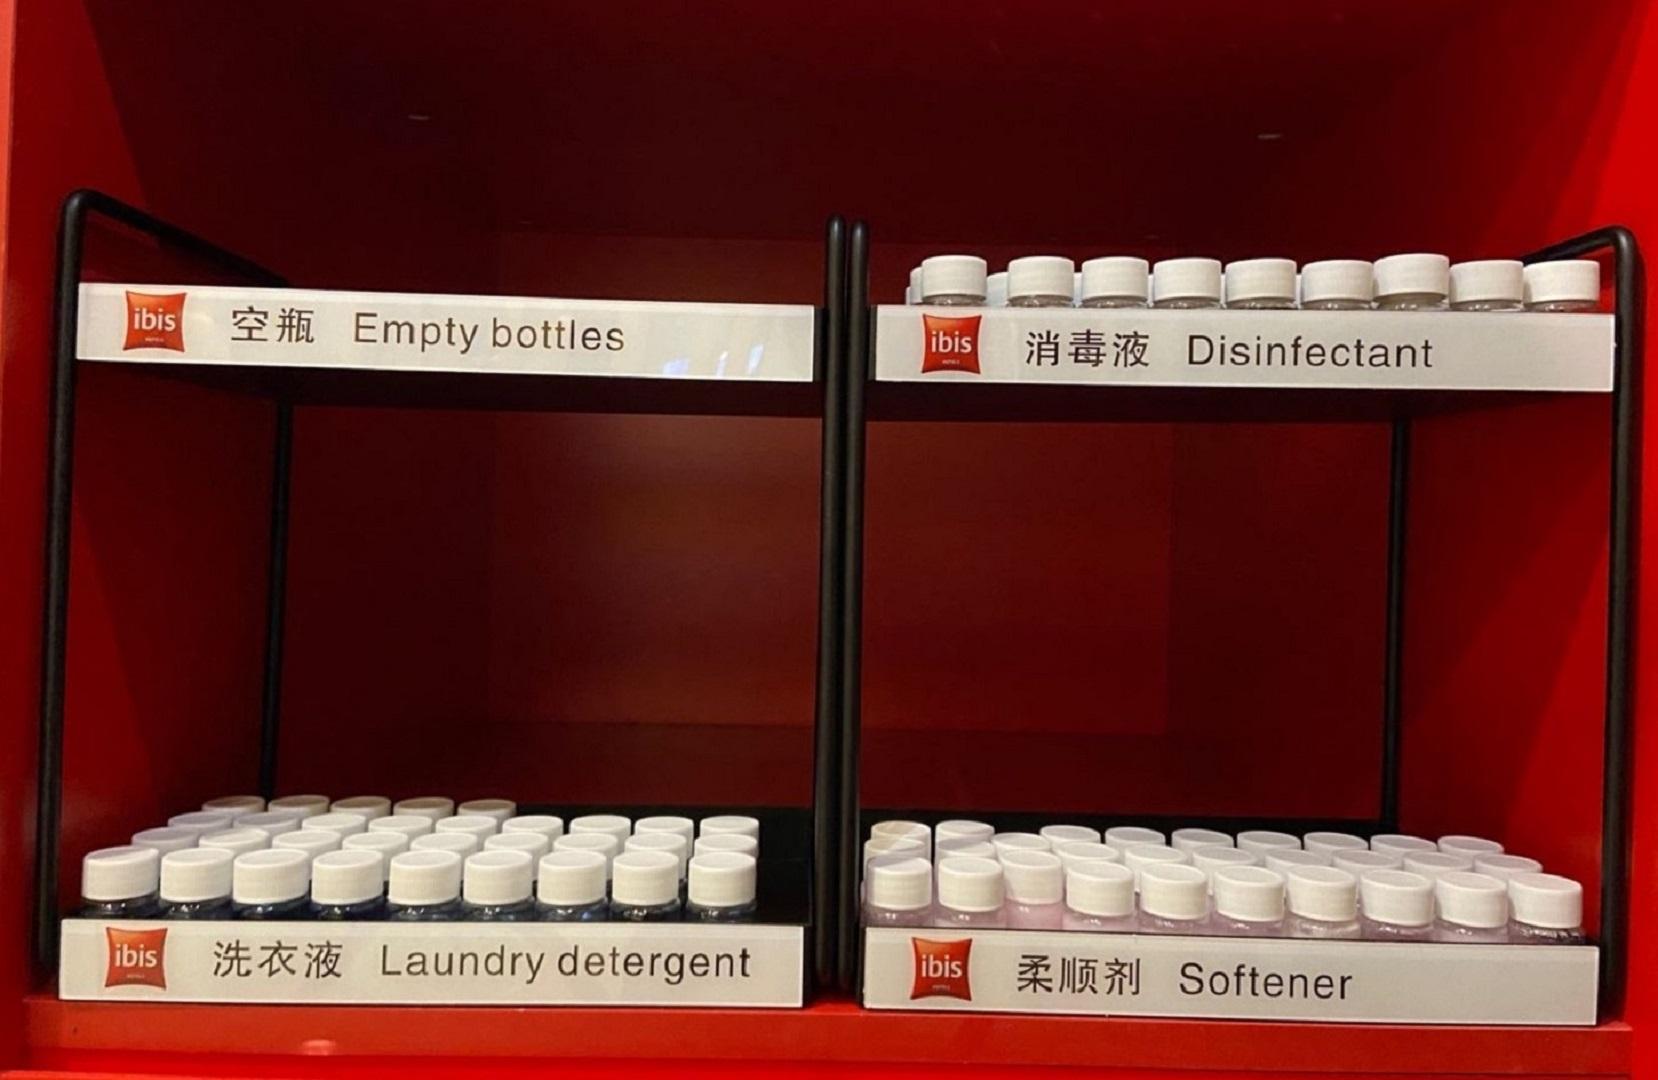 ibis
空瓶 Empty bottles
ibis
消毒液 Disinfectant
ibis
洗衣液 Laundry detergent
ibis
柔顺剂 Softener